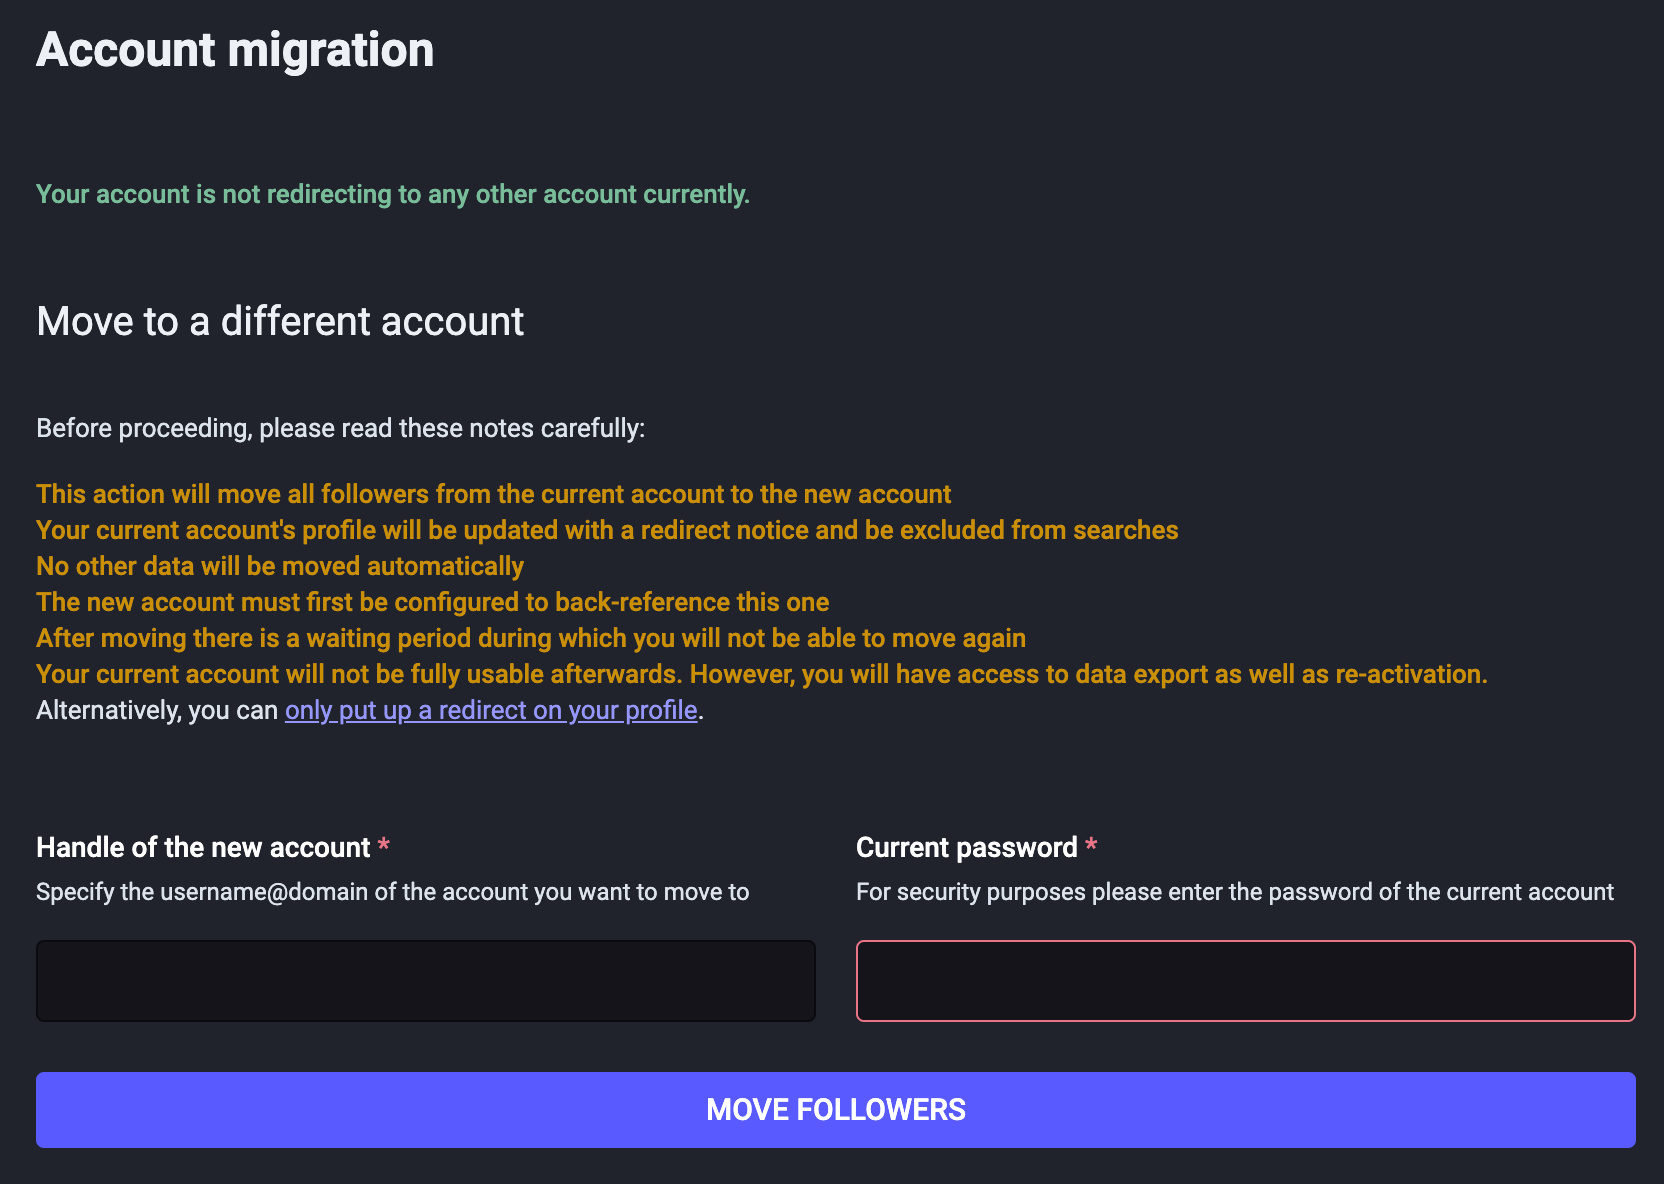 Account migration
Your account is not redirecting to any other account currently.
Move to a different account
Before proceeding, please read these notes carefully:
This action will move all followers from the current account to the new account
Your current account's profile will be updated with a redirect notice and be excluded from searches
No other data will be moved automatically
The new account must first be configured to back-reference this one
After moving there is a waiting period during which you will not be able to move again
Your current account will not be fully usable afterwards. However, you will have access to data export as well as re-activation.
Alternatively, you can only put up a redirect on your profile.
Handle of the new account *
Specify the username@domain of the account you want to move to
Current password *
For security purposes please enter the password of the current account
MOVE FOLLOWERS